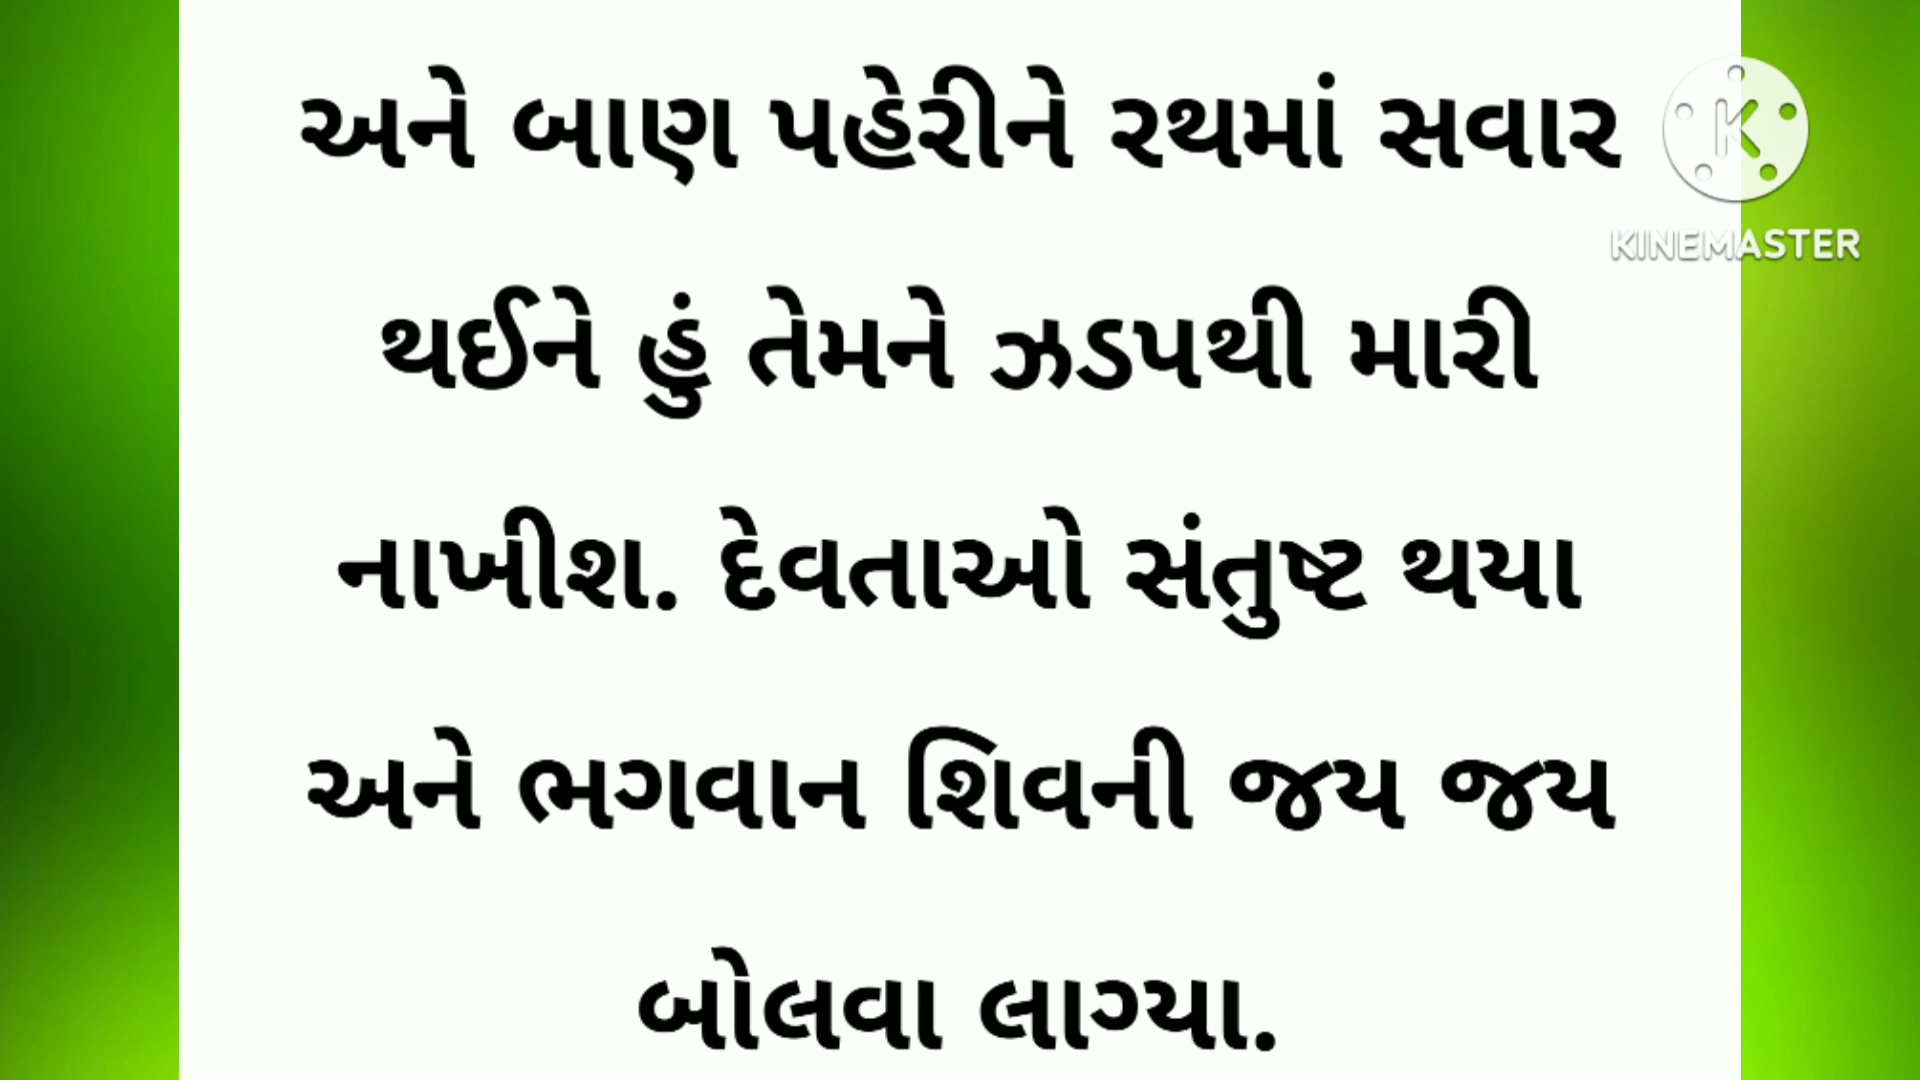 અને બાણ પહેરીને રથમાં સવાર
થઈને હું તેમને ઝડપથી મારી
નાખીશ. દેવતાઓ સંતુષ્ટ થયા
અને ભગવાન શિવની જય જય
બોલવા લાગ્યા.
K
KINEMASTER